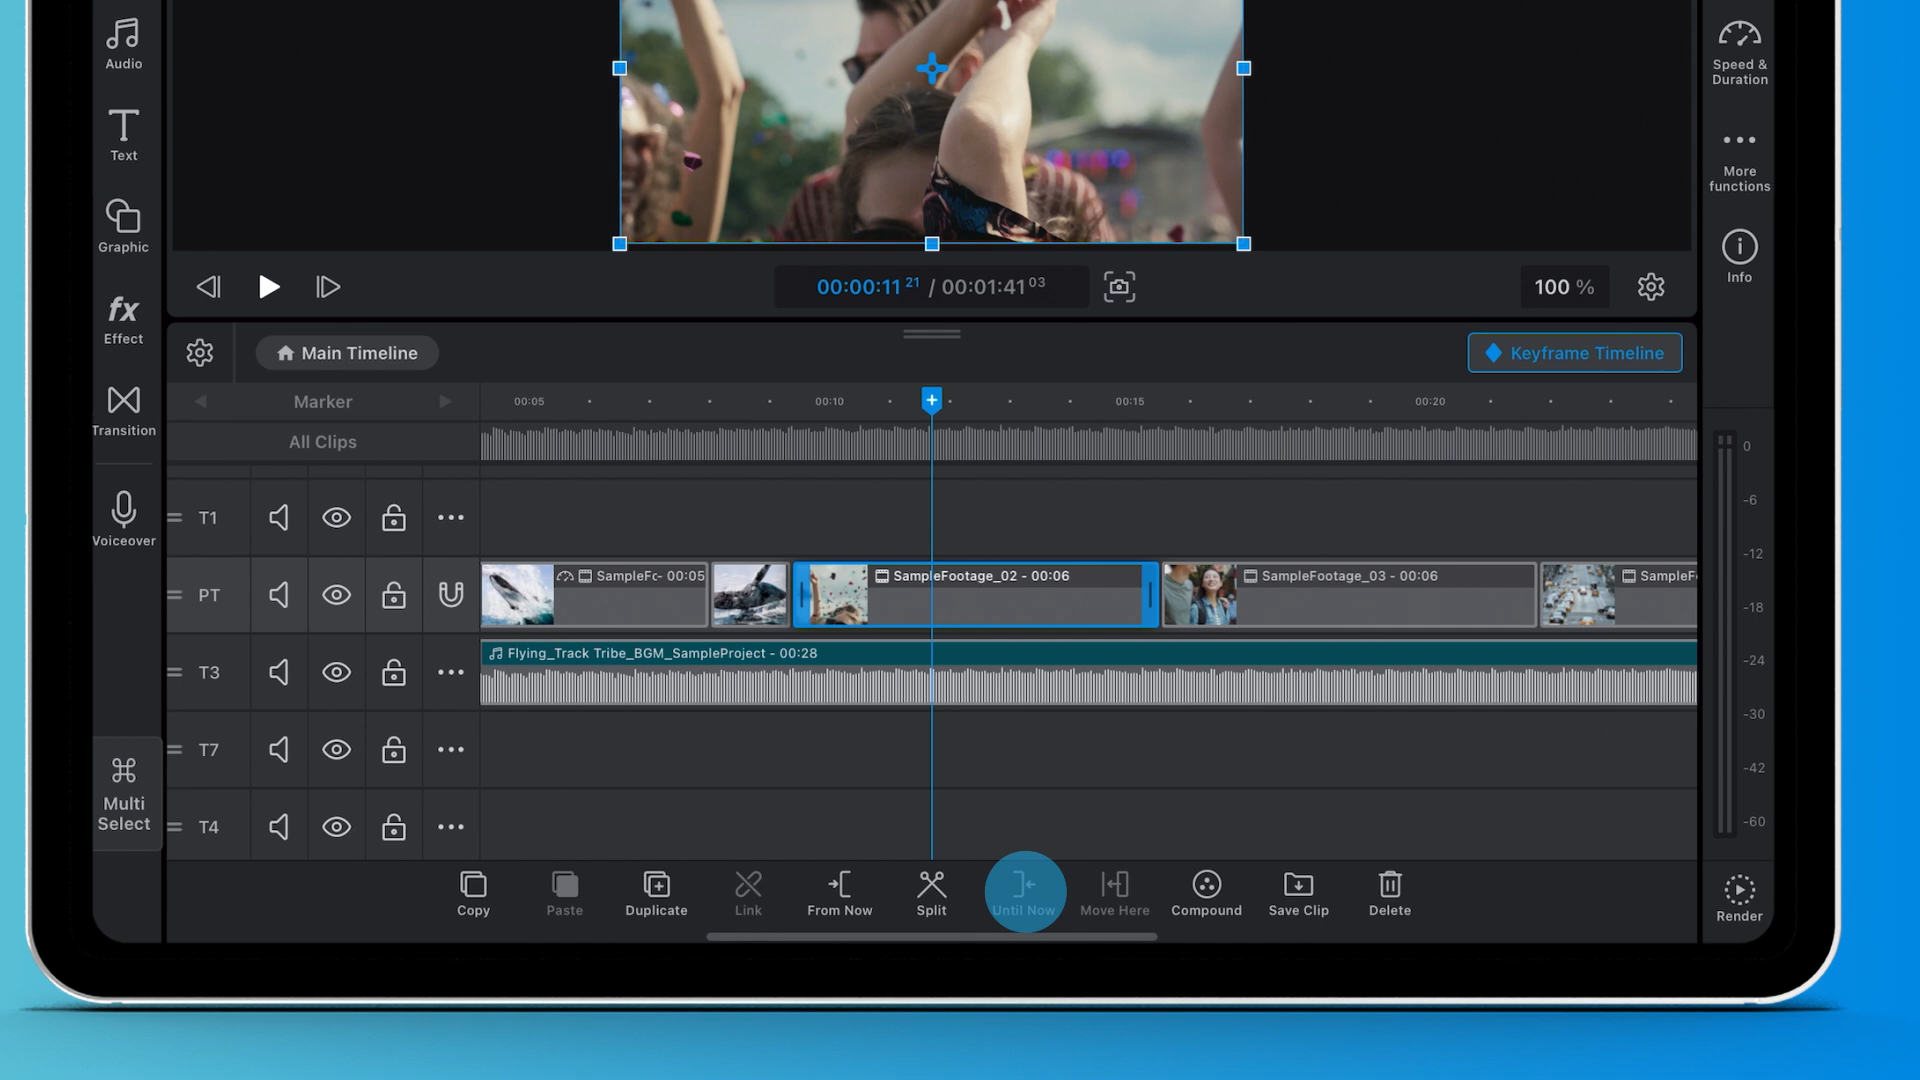 Audio
Text
Graphic
fx
Effect
Transition
Voiceover
Multi
Select
Speed &
Duration
More
functions
Info
00:00:11 21 / 00:01:41 03
100 %
Main Timeline
Keyframe Timeline
Marker
00:05
00:10
00:15
00:20
All Clips
T1
PT
SampleFc- 00:05
SampleFootage_02 - 00:06
SampleFootage_03 - 00:06
SampleF
T3
Flying_Track Tribe_BGM_SampleProject - 00:28
T7
T4
0
-6
-12
-18
-24
-30
-42
-60
Copy
Paste
Duplicate
Link
From Now
Split
Until Now
Move Here
Compound
Save Clip
Delete
Render